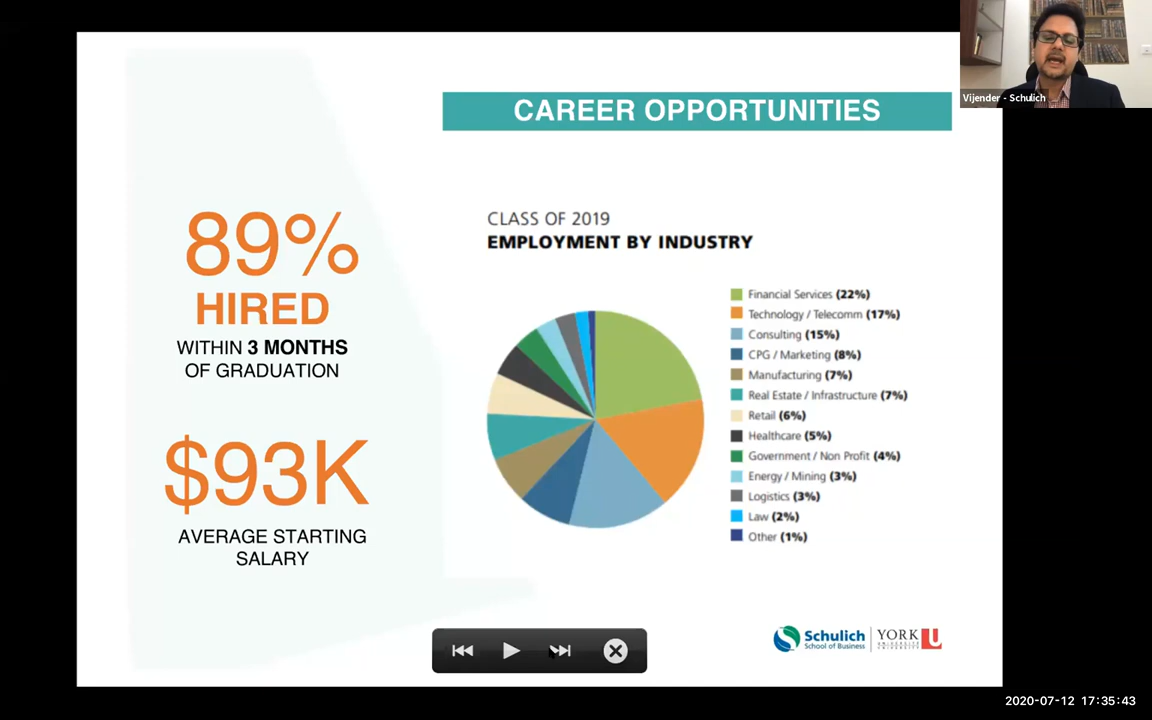 Vijender - Schulich
CAREER OPPORTUNITIES
89%
HIRED
WITHIN 3 MONTHS
OF GRADUATION
$93K
AVERAGE STARTING
SALARY
CLASS OF 2019
EMPLOYMENT BY INDUSTRY
Financial Services (22%)
Technology / Telecomm (17%)
Consulting (15%)
CPG / Marketing (8%)
Manufacturing (7%)
Real Estate / Infrastructure (7%)
Retail (6%)
Healthcare (5%)
Government / Non Profit (4%)
Energy / Mining (3%)
Logistics (3%)
Law (2%)
Other (1%)
Schulich
School of Business
YORK U
UNIVERSITÉ
UNIVERSITY
2020-07-12 17:35:43